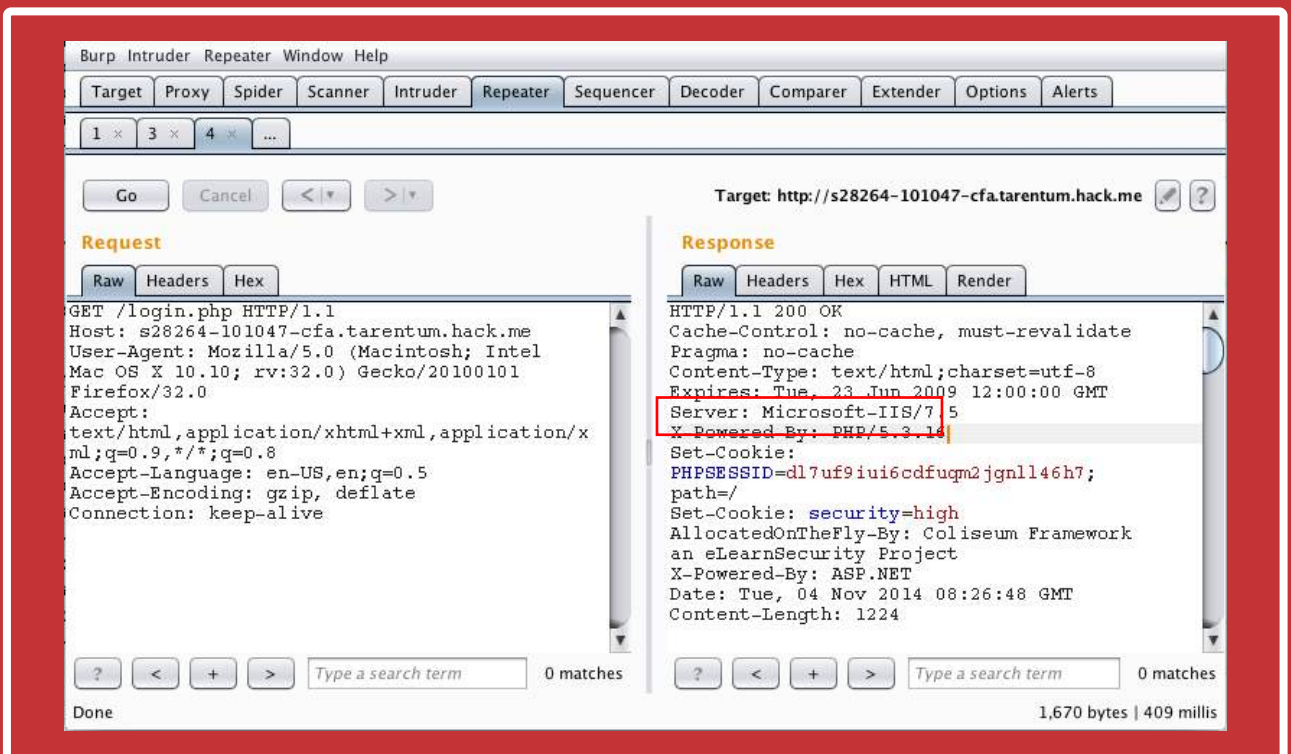 Burp Intruder Repeater Window Help
Target Proxy Spider Scanner Intruder Repeater Sequencer Decoder Comparer Extender Options Alerts
1 × 3 × 4 × ...
Go Cancel < > Target: http://s28264-101047-cfa.tarentum.hack.me ?
Request
Raw Headers Hex
GET /login.php HTTP/1.1
Host: s28264-101047-cfa.tarentum.hack.me
User-Agent: Mozilla/5.0 (Macintosh; Intel
Mac OS X 10.10; rv:32.0) Gecko/20100101
Firefox/32.0
Accept:
text/html,application/xhtml+xml,application/x
ml;q=0.9,*/*;q=0.8
Accept-Language: en-US,en;q=0.5
Accept-Encoding: gzip, deflate
Connection: keep-alive
? < + > Type a search term 0 matches
Response
Raw Headers Hex HTML Render
HTTP/1.1 200 OK
Cache-Control: no-cache, must-revalidate
Pragma: no-cache
Content-Type: text/html;charset=utf-8
Expires: Tue, 23 Jun 2009 12:00:00 GMT
Server: Microsoft-IIS/7.5
X-Powered-By: PHP/5.3.16
Set-Cookie:
PHPSESSID=dl7uf9iui6cdfuqm2jgnll46h7;
path=/
Set-Cookie: security=high
AllocatedOnTheFly-By: Coliseum Framework
an eLearnSecurity Project
X-Powered-By: ASP.NET
Date: Tue, 04 Nov 2014 08:26:48 GMT
Content-Length: 1224
? < + > Type a search term 0 matches
Done 1,670 bytes | 409 millis